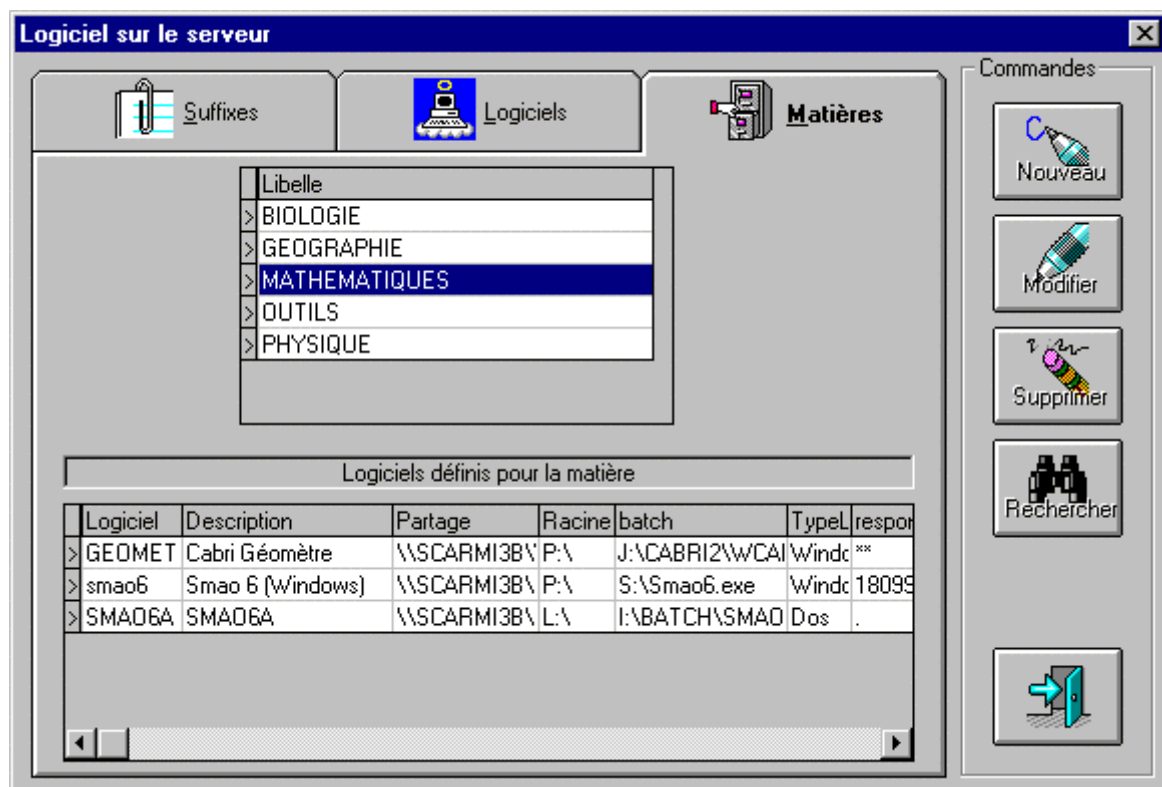 Logiciel sur le serveur
Suffixes
Logiciels
Matières
Libelle
BIOLOGIE
GEOGRAPHIE
MATHEMATIQUES
OUTILS
PHYSIQUE
Logiciels définis pour la matière
Logiciel Description Partage Racine batch TypeL respor
> GEOMET Cabri Géomètre \\SCARMI3B\ P:\ J:\CABRI2\WCAI Windo **
> smao6 Smao 6 (Windows) \\SCARMI3B\ P:\ S:\Smao6.exe Windo 18099
> SMAO6A SMAO6A \\SCARMI3B\ L:\ I:\BATCH\SMAO Dos .
Commandes
Nouveau
Modifier
Supprimer
Rechercher